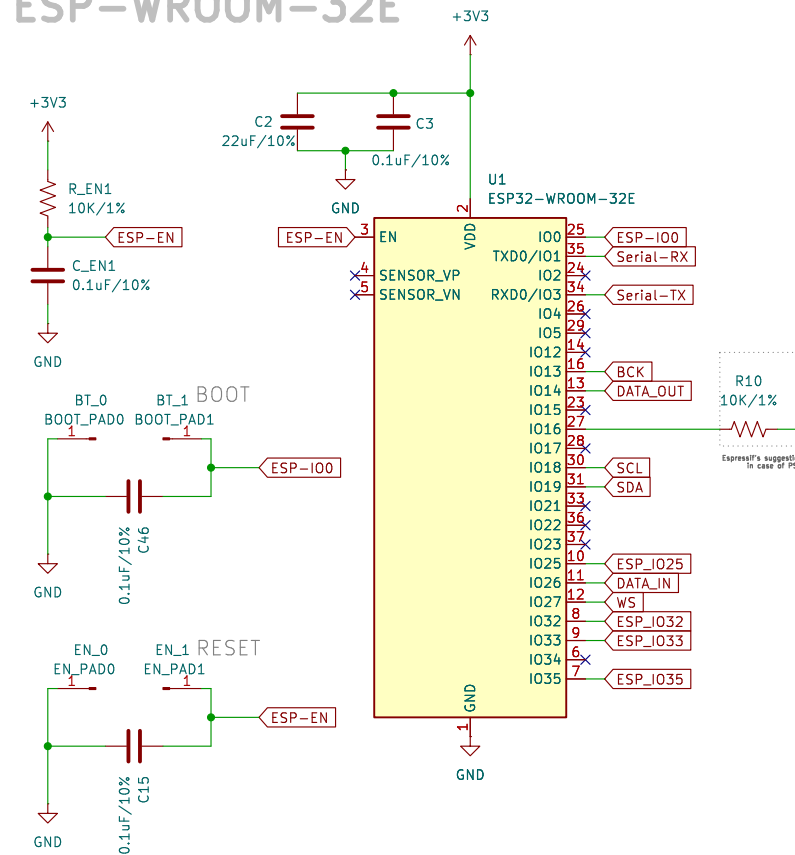 ESP-WROOM-32E
+3V3
+3V3
R_EN1
10K/1%
ESP-EN
C_EN1
0.1uF/10%
GND
C2
22uF/10%
C3
0.1uF/10%
GND
U1
ESP32-WROOM-32E
2
VDD
ESP-EN
3
EN
4
SENSOR_VP
5
SENSOR_VN
IO0
25
ESP-IO0
TXD0/IO1
35
Serial-RX
IO2
24
RXD0/IO3
34
Serial-TX
IO4
26
IO5
29
IO12
14
IO13
16
BCK
IO14
13
DATA_OUT
IO15
23
IO16
27
IO17
28
IO18
30
SCL
IO19
31
SDA
IO21
33
IO22
36
IO23
37
IO25
10
ESP_IO25
IO26
11
DATA_IN
IO27
12
WS
IO32
8
ESP_IO32
IO33
9
ESP_IO33
IO34
6
IO35
7
ESP_IO35
GND
1
GND
R10
10K/1%
Espressif's
in case of
BOOT
BT_0
BOOT_PAD0
1
BT_1
BOOT_PAD1
1
ESP-IO0
0.1uF/10%
C46
GND
RESET
EN_0
EN_PAD0
1
EN_1
EN_PAD1
1
ESP-EN
0.1uF/10%
C15
GND